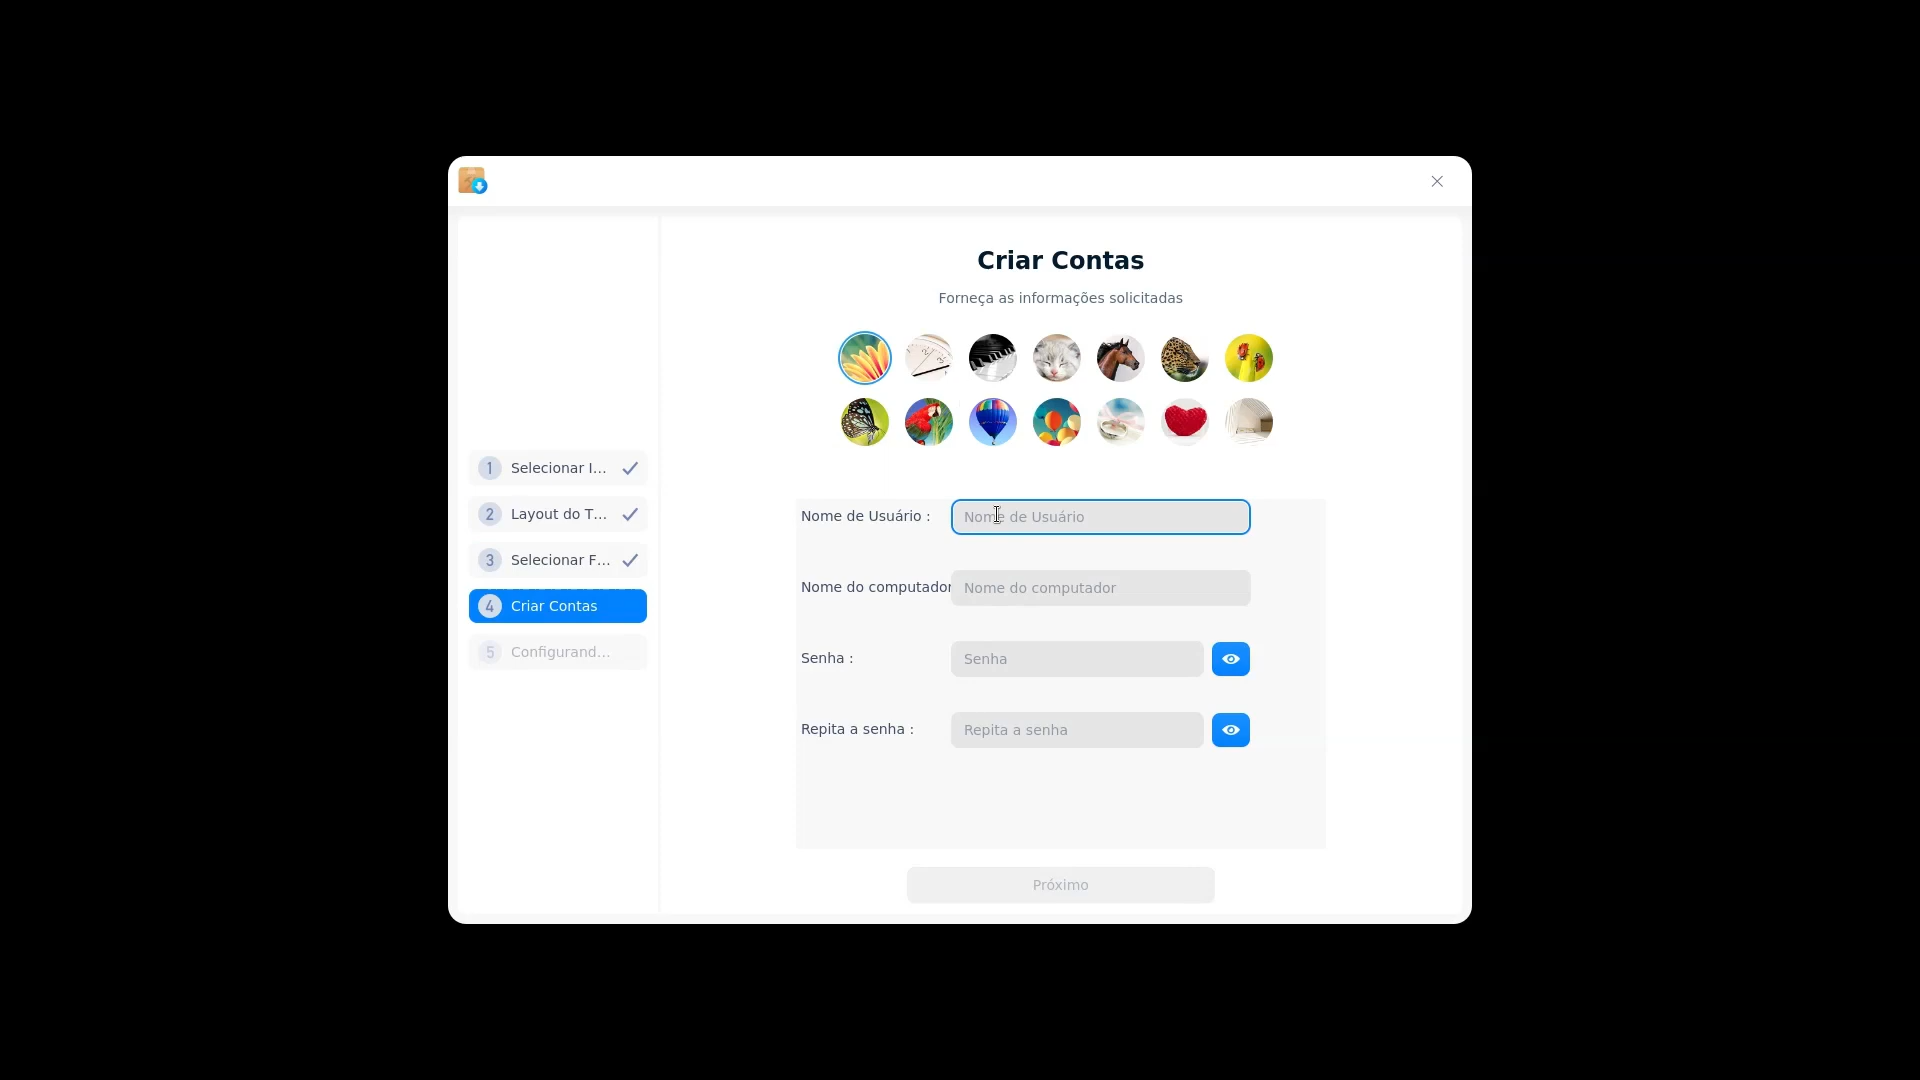 Criar Contas
Forneça as informações solicitadas
1 Selecionar I...
2 Layout do T...
3 Selecionar F...
4 Criar Contas
5 Configurand...
Nome de Usuário : Nome de Usuário
Nome do computador Nome do computador
Senha : Senha
Repita a senha : Repita a senha
Próximo